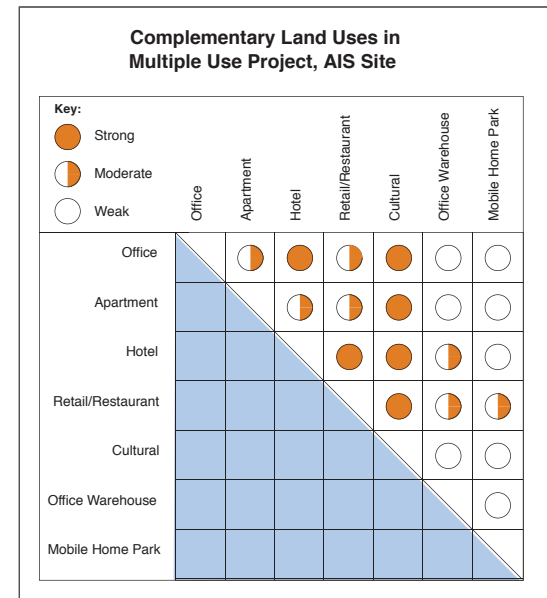 Complementary Land Uses in
Multiple Use Project, AIS Site
Key:
Strong
Moderate
Weak
Office
Apartment
Hotel
Retail/Restaurant
Cultural
Office Warehouse
Mobile Home Park
Office
Apartment
Hotel
Retail/Restaurant
Cultural
Office Warehouse
Mobile Home Park